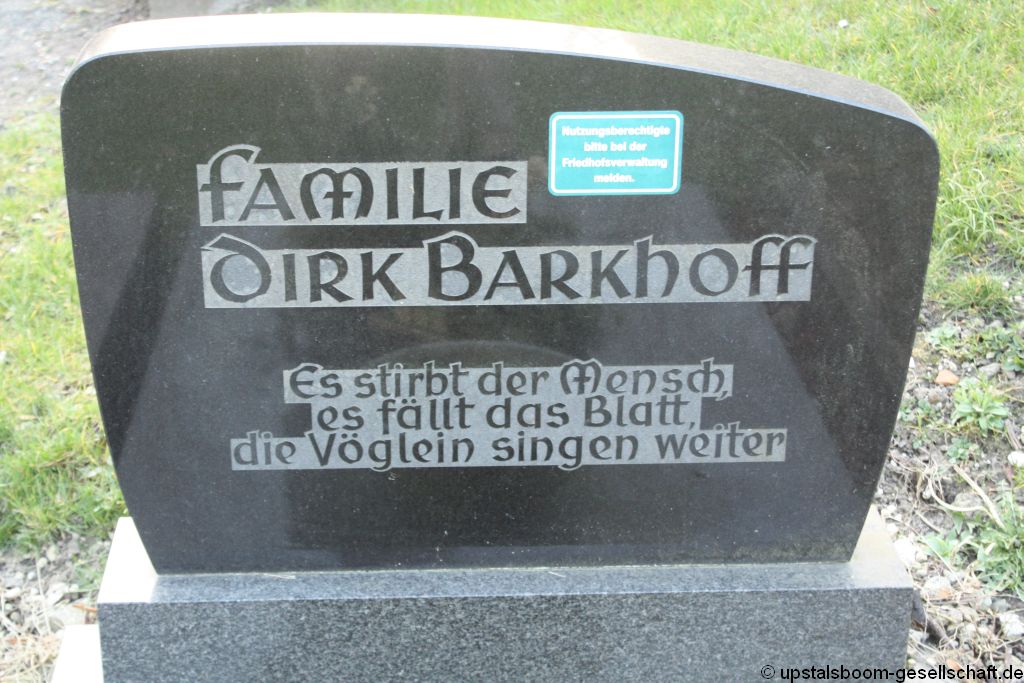 Nutzungsberechtigte
bitte bei der
Friedhofsverwaltung
melden.
FAMILIE
DIRK BARKHOFF
Es stirbt der Mensch,
es fällt das Blatt,
die Vöglein singen weiter
© upstalsboom-gesellschaft.de